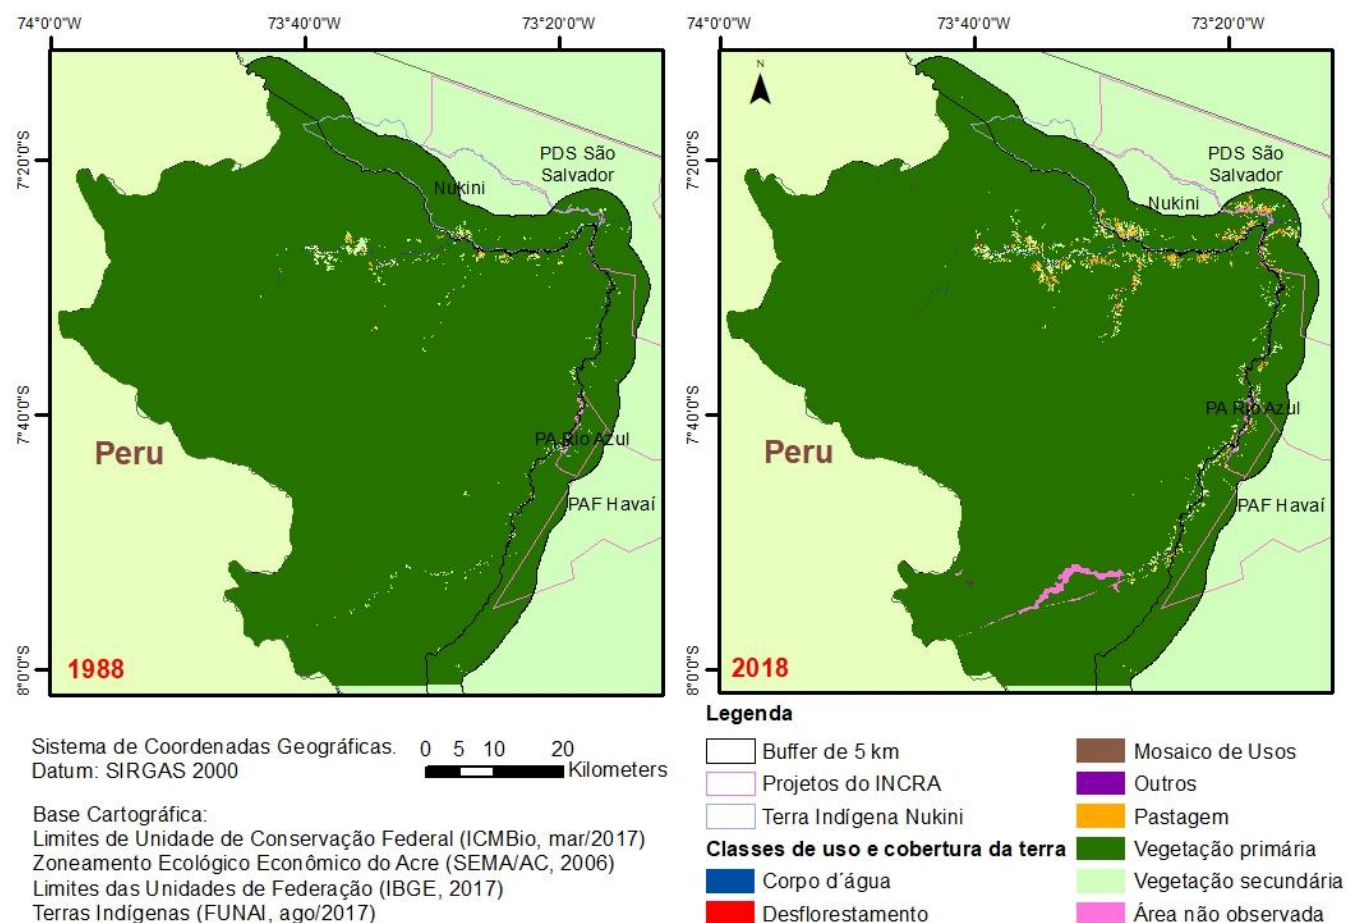 74°0'0"W
73°40'0"W
73°20'0"W
74°0'0"W
73°40'0"W
73°20'0"W
7°20'0"S
7°40'0"S
8°0'0"S
PDS São
Salvador
Nukini
Peru
PA Rio Azul
PAF Havaí
1988
N
7°20'0"S
7°40'0"S
8°0'0"S
PDS São
Salvador
Nukini
Peru
PA Rio Azul
PAF Havaí
2018
Sistema de Coordenadas Geográficas.
Datum: SIRGAS 2000
0 5 10 20
Kilometers
Base Cartográfica:
Limites de Unidade de Conservação Federal (ICMBio, mar/2017)
Zoneamento Ecológico Econômico do Acre (SEMA/AC, 2006)
Limites das Unidades de Federação (IBGE, 2017)
Terras Indígenas (FUNAI, ago/2017)
Legenda
Buffer de 5 km
Projetos do INCRA
Terra Indígena Nukini
Classes de uso e cobertura da terra
Corpo d´água
Desflorestamento
Mosaico de Usos
Outros
Pastagem
Vegetação primária
Vegetação secundária
Área não observada